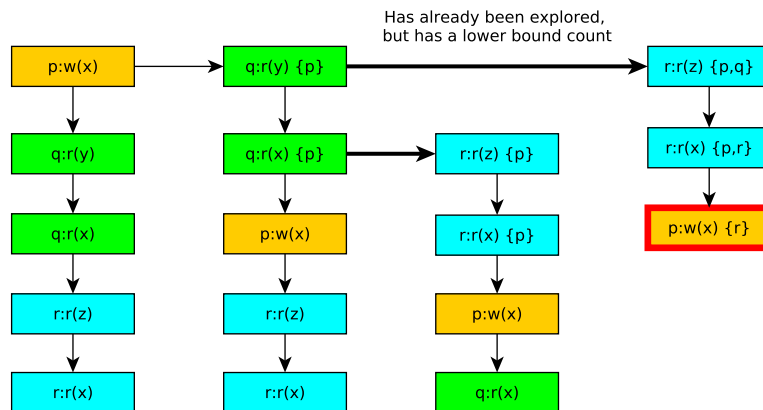 Has already been explored,
but has a lower bound count
p:w(x)
q:r(y) {p}
r:r(z) {p,q}
q:r(y)
q:r(x) {p}
r:r(z) {p}
r:r(x) {p,r}
q:r(x)
p:w(x)
r:r(x) {p}
p:w(x) {r}
r:r(z)
r:r(z)
p:w(x)
r:r(x)
r:r(x)
q:r(x)